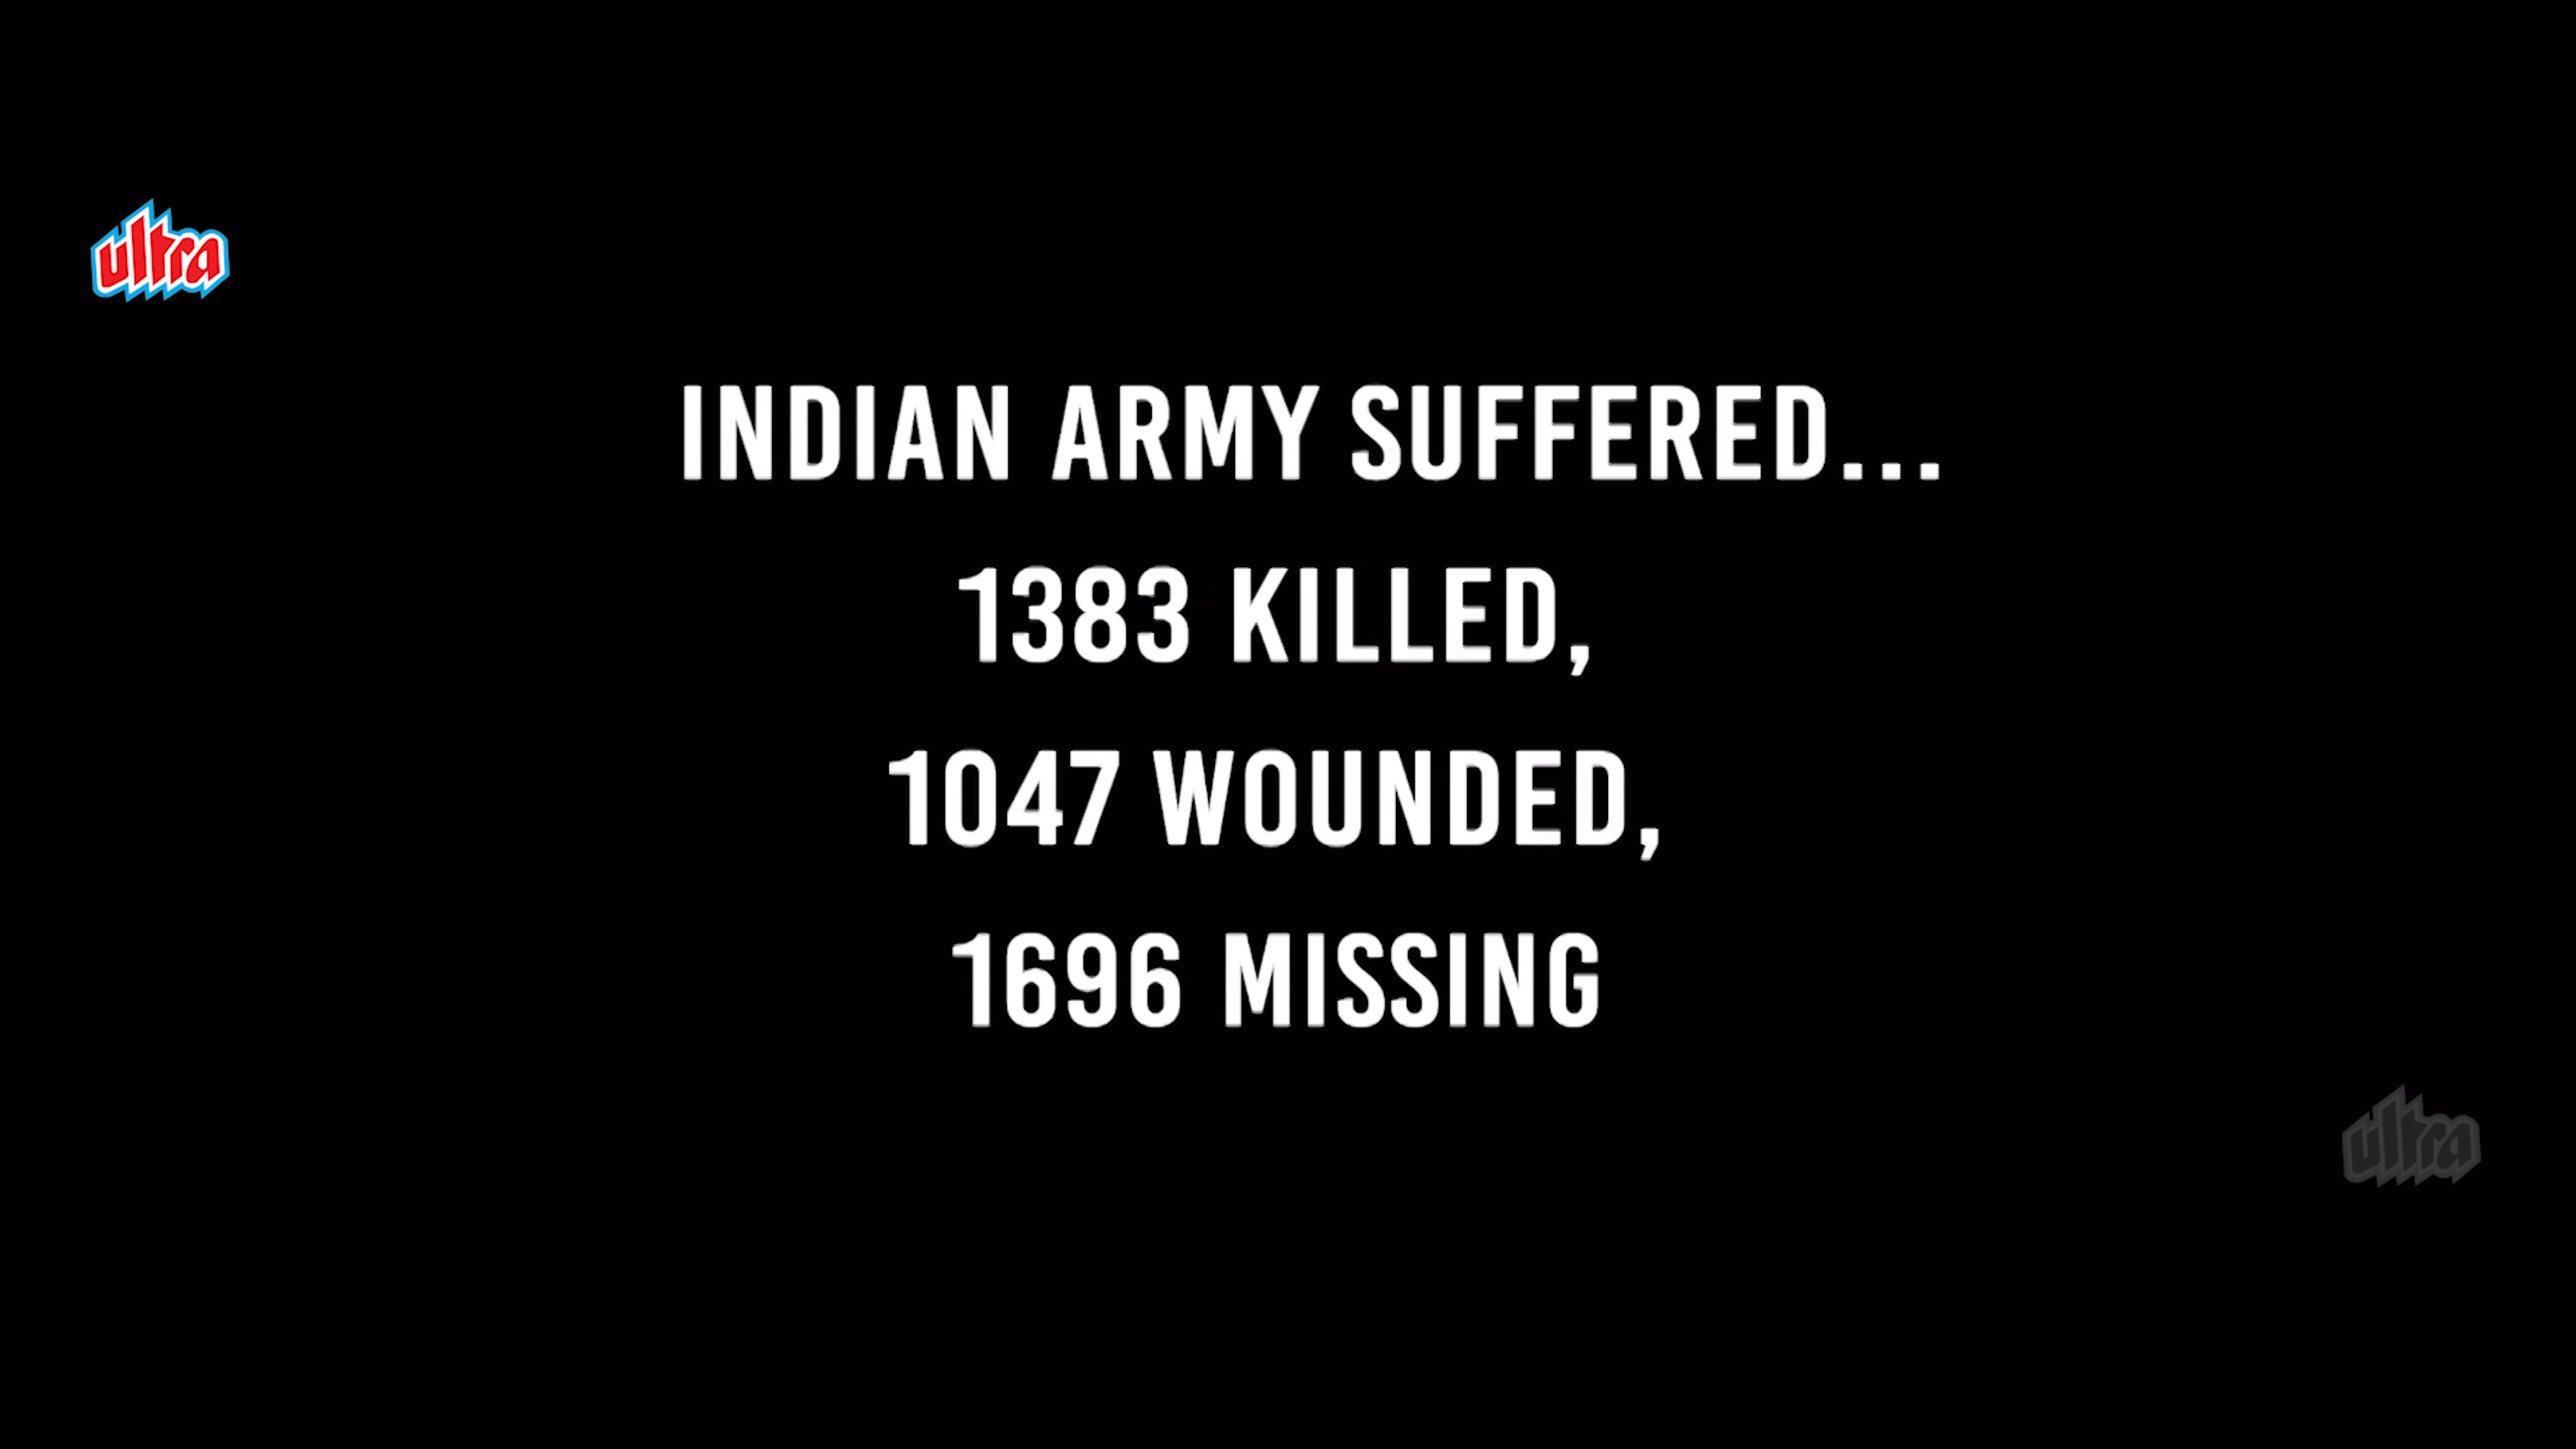 ultra
INDIAN ARMY SUFFERED...
1383 KILLED,
1047 WOUNDED,
1696 MISSING
ultra